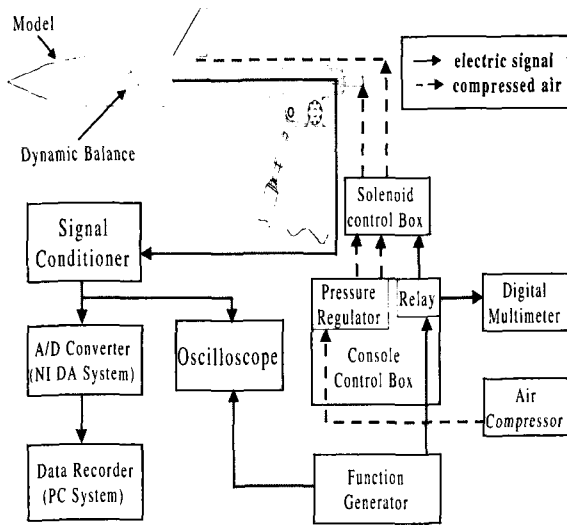 Model
electric signal
compressed air
Dynamic Balance
Solenoid
control Box
Signal
Conditioner
Pressure
Regulator
Relay
Digital
Multimeter
A/D Converter
(NI DA System)
Oscilloscope
Console
Control Box
Air
Compressor
Data Recorder
(PC System)
Function
Generator